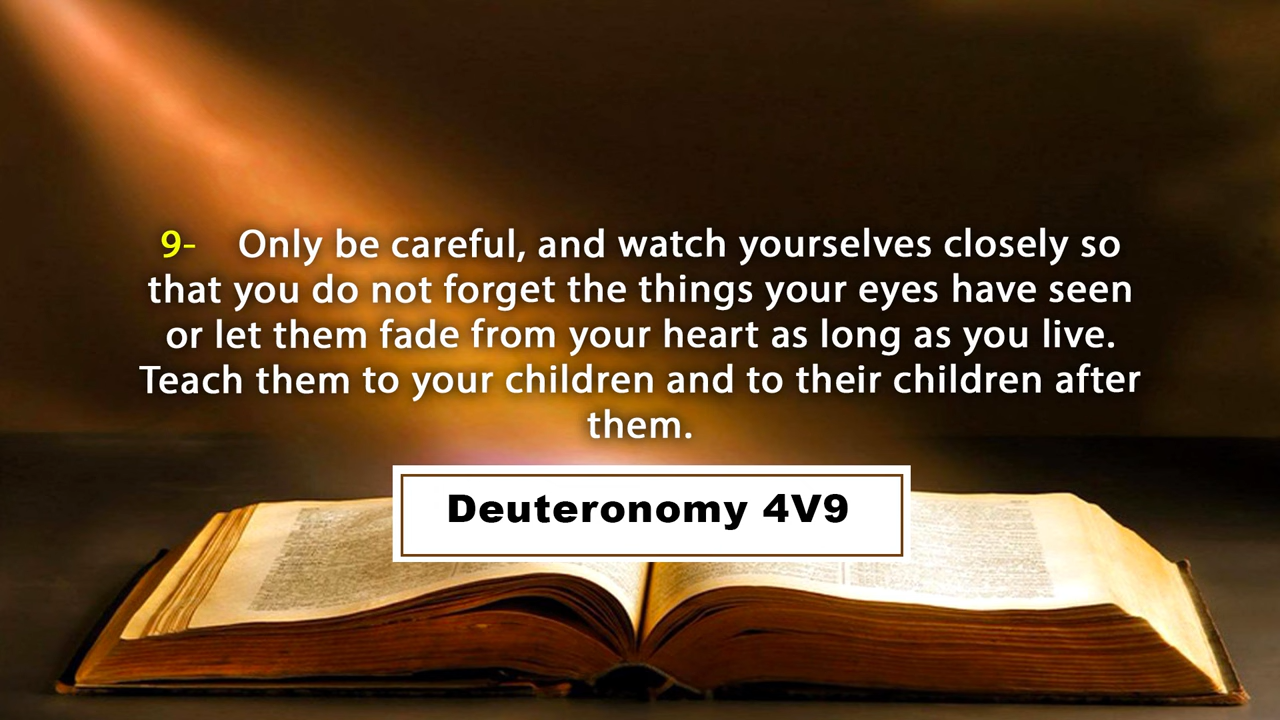 9- Only be careful, and watch yourselves closely so
that you do not forget the things your eyes have seen
or let them fade from your heart as long as you live.
Teach them to your children and to their children after
them.
Deuteronomy 4V9